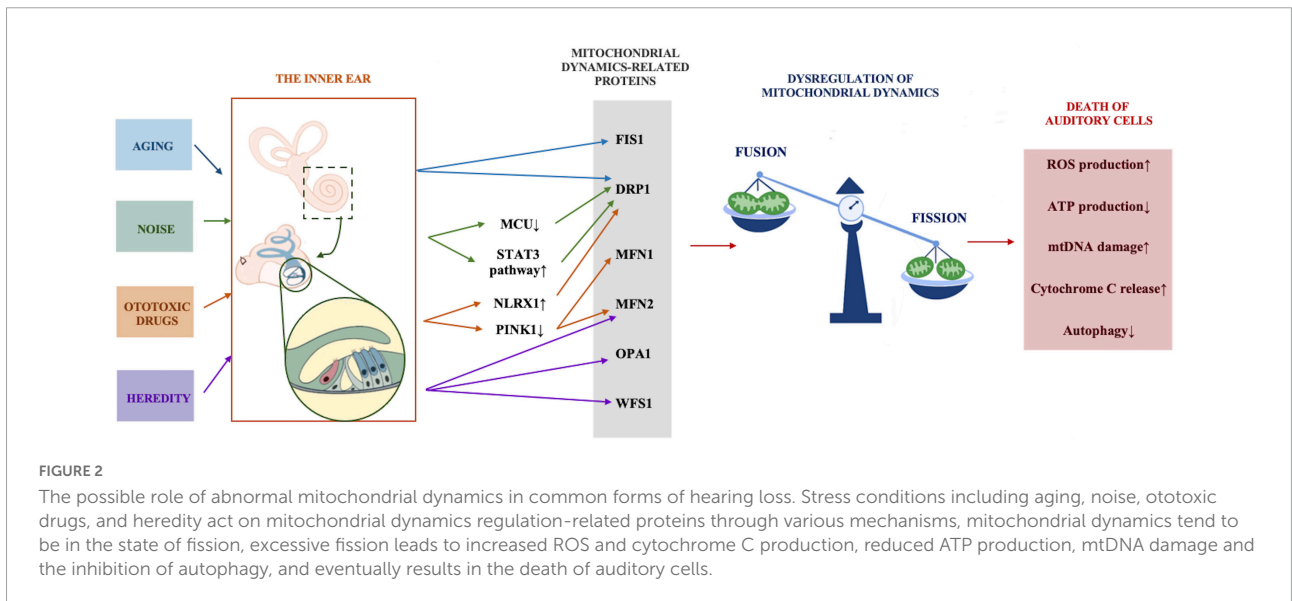 MITOCHONDRIAL
DYNAMICS-RELATED
PROTEINS
THE INNER EAR
DYSREGULATION OF
MITOCHONDRIAL DYNAMICS
DEATH OF
AUDITORY CELLS
AGING
NOISE
OTOTOXIC
DRUGS
HEREDITY
MCU↓
STAT3
pathway↑
NLRX1↑
PINK1↓
FIS1
DRP1
MFN1
MFN2
OPA1
WFS1
FUSION
FISSION
ROS production↑
ATP production↓
mtDNA damage↑
Cytochrome C release↑
Autophagy↓
FIGURE 2
The possible role of abnormal mitochondrial dynamics in common forms of hearing loss. Stress conditions including aging, noise, ototoxic
drugs, and heredity act on mitochondrial dynamics regulation-related proteins through various mechanisms, mitochondrial dynamics tend to
be in the state of fission, excessive fission leads to increased ROS and cytochrome C production, reduced ATP production, mtDNA damage and
the inhibition of autophagy, and eventually results in the death of auditory cells.